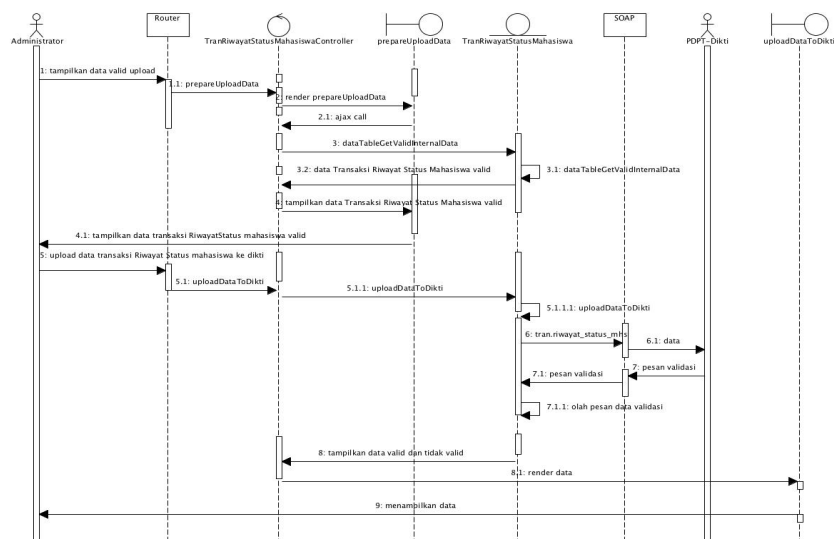 Router
SOAP
Administrator
TranRiwayatStatusMahasiswaController
prepareUploadData
TranRiwayatStatusMahasiswa
PDPT-Dikti
uploadDataToDikti
1: tampilkan data valid upload
1.1: prepareUploadData
2: render prepareUploadData
2.1: ajax call
3: dataTableGetValidInternalData
3.2: data Transaksi Riwayat Status Mahasiswa valid
3.1: dataTableGetValidInternalData
4: tampilkan data Transaksi Riwayat Status Mahasiswa valid
4.1: tampilkan data transaksi RiwayatStatus mahasiswa valid
5: upload data transaksi Riwayat Status mahasiswa ke dikti
5.1: uploadDataToDikti
5.1.1: uploadDataToDikti
5.1.1.1: uploadDataToDikti
6: tran.riwayat_status_mhs
6.1: data
7.1: pesan validasi
7: pesan validasi
7.1.1: olah pesan data validasi
8: tampilkan data valid dan tidak valid
8.1: render data
9: menampilkan data